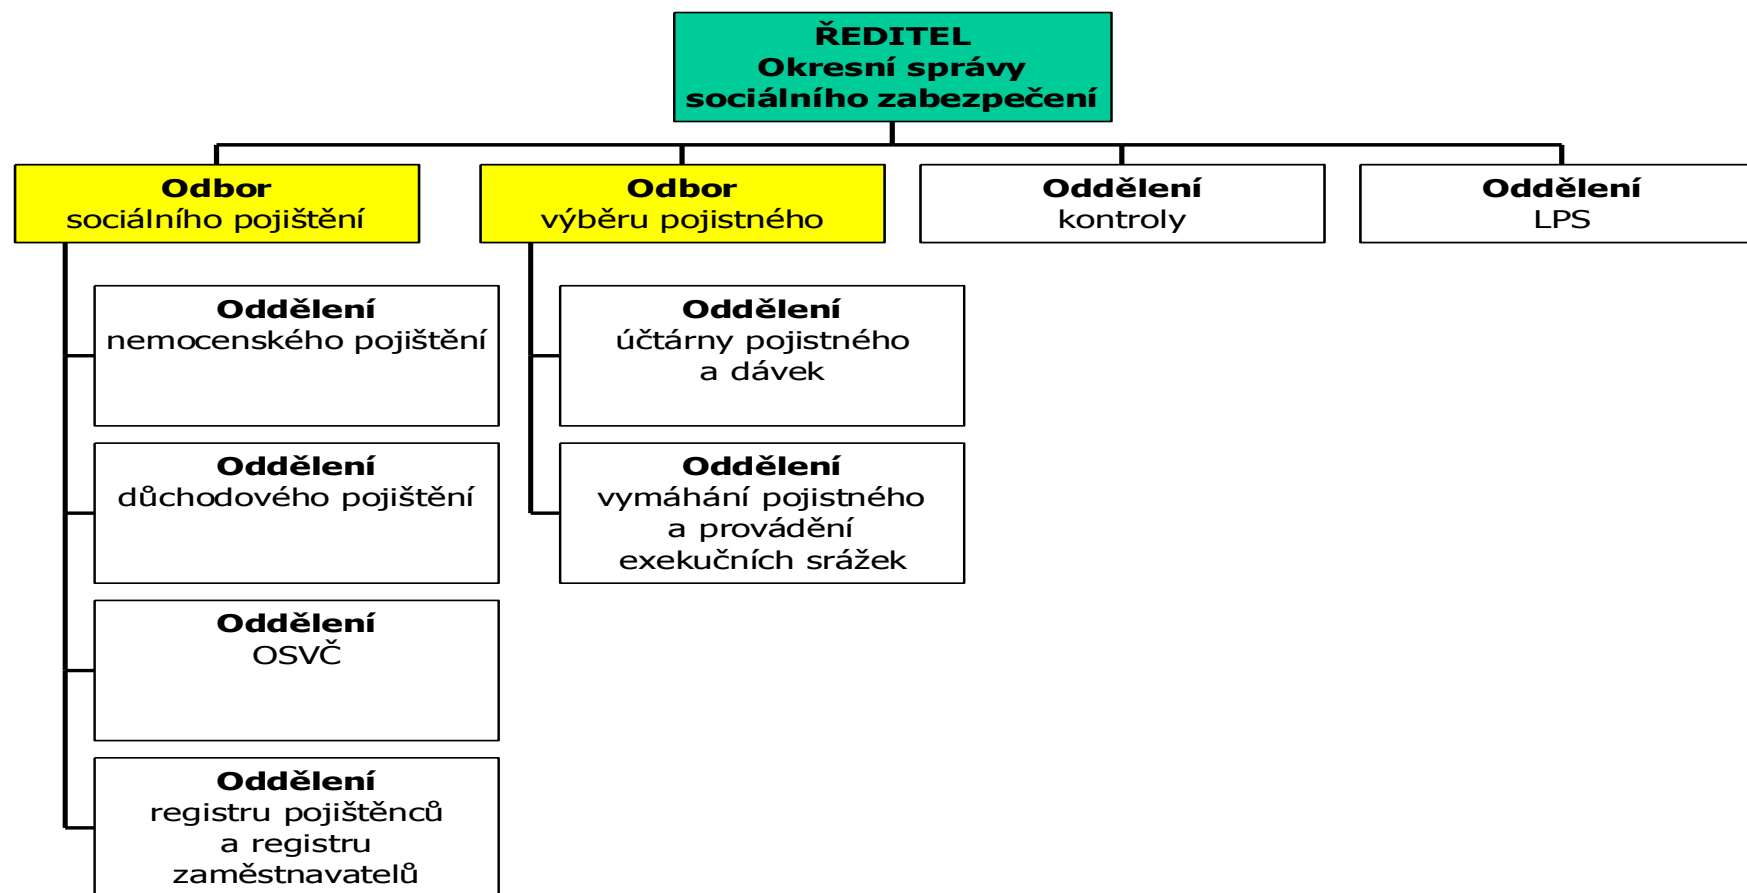 ŘEDITEL
Okresní správy
sociálního zabezpečení
Odbor
sociálního pojištění
Odbor
výběru pojistného
Oddělení
kontroly
Oddělení
LPS
Oddělení
nemocenského pojištění
Oddělení
důchodového pojištění
Oddělení
OSVČ
Oddělení
registru pojištěnců
a registru
zaměstnavatelů
Oddělení
účtárny pojistného
a dávek
Oddělení
vymáhání pojistného
a provádění
exekučních srážek